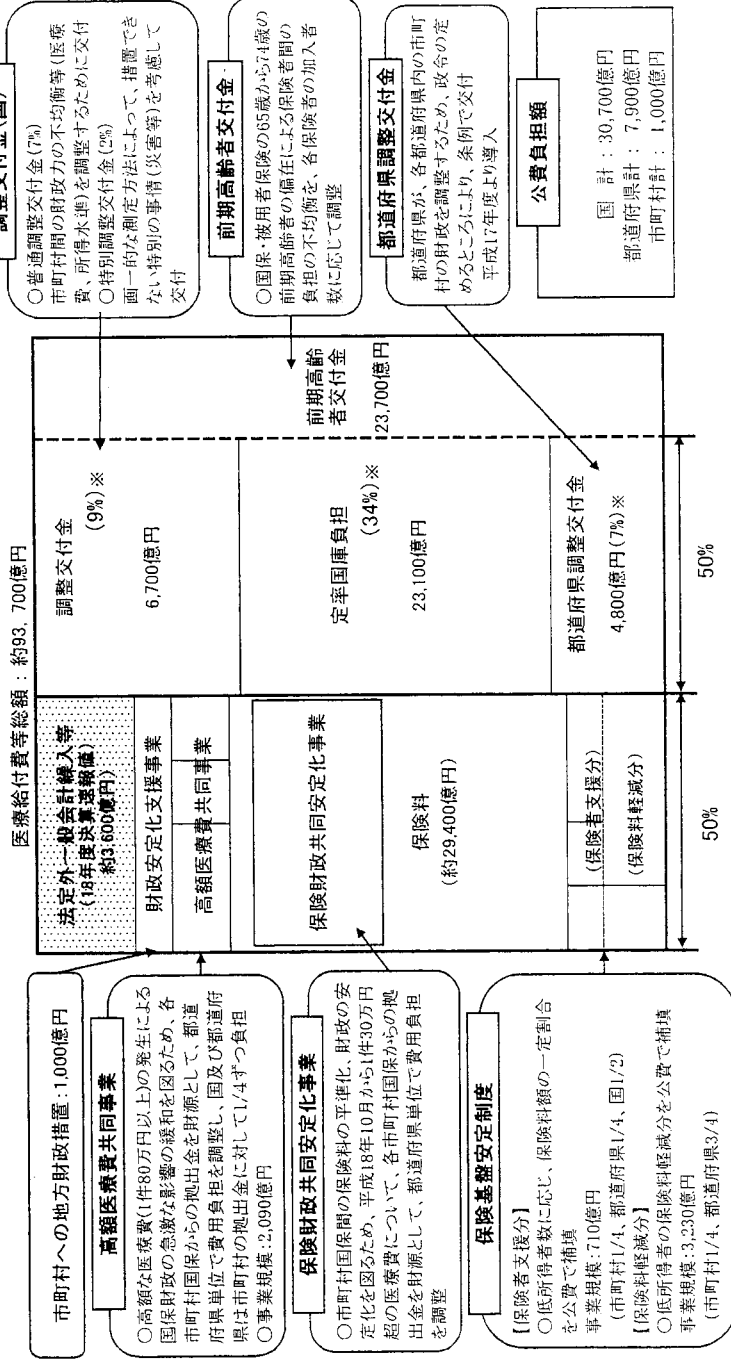 医療給付費等総額：約93,700億円
市町村への地方財政措置：1,000億円
高額医療費共同事業
○高額な医療費(1件80万円以上)の発生による
国保財政の急激な影響の緩和を図るため、各
市町村国保からの拠出金を財源として、都道
府県単位で費用負担を調整し、国及び都道府
県は市町村の拠出金に対して1/4ずつ負担
○事業規模：2,090億円
保険財政共同安定化事業
○市町村国保間の保険料の平準化、財政の安
定化を図るため、平成18年10月から1件30万円
超の医療費について、各市町村国保からの拠
出金を財源として、都道府県単位で費用負担
を調整
保険基盤安定制度
【保険者支援分】
○低所得者数に応じ、保険料額の一定割合
を公費で補填
事業規模：710億円
(市町村1/4、都道府県1/4、国1/2)
【保険料軽減分】
○低所得者の保険料軽減分を公費で補填
事業規模：3,230億円
(市町村1/4、都道府県3/4)
法定外一般会計繰入等
(18年度決算速報値)
約3,600億円)
財政安定化支援事業
高額医療費共同事業
保険財政共同安定化事業
保険料
(約29,400億円)
(保険者支援分)
(保険料軽減分)
50%
調整交付金
(9%)※
6,700億円
定率国庫負担
(34%)※
23,100億円
都道府県調整交付金
4,800億円(7%)※
50%
前期高齢
者交付金
23,700億円
調整交付金(国)
○普通調整交付金(7%)
市町村間の財政力の不均衡等(医療
費、所得水準)を調整するために交付
○特別調整交付金(2%)
画一的な測定方法によって、措置でき
ない特別の事情(災害等)を考慮して
交付
前期高齢者交付金
○国保・被用者保険の65歳から74歳の
前期高齢者の偏在による保険者間の
負担の不均衡を、各保険者の加入者
数に応じて調整
都道府県調整交付金
都道府県が、各都道府県内の市町
村の財政を調整するため、政令の定
めるところにより、条例で交付
平成17年度より導入
公費負担額
国　計：30,700億円
都道府県計：7,900億円
市町村計：1,000億円